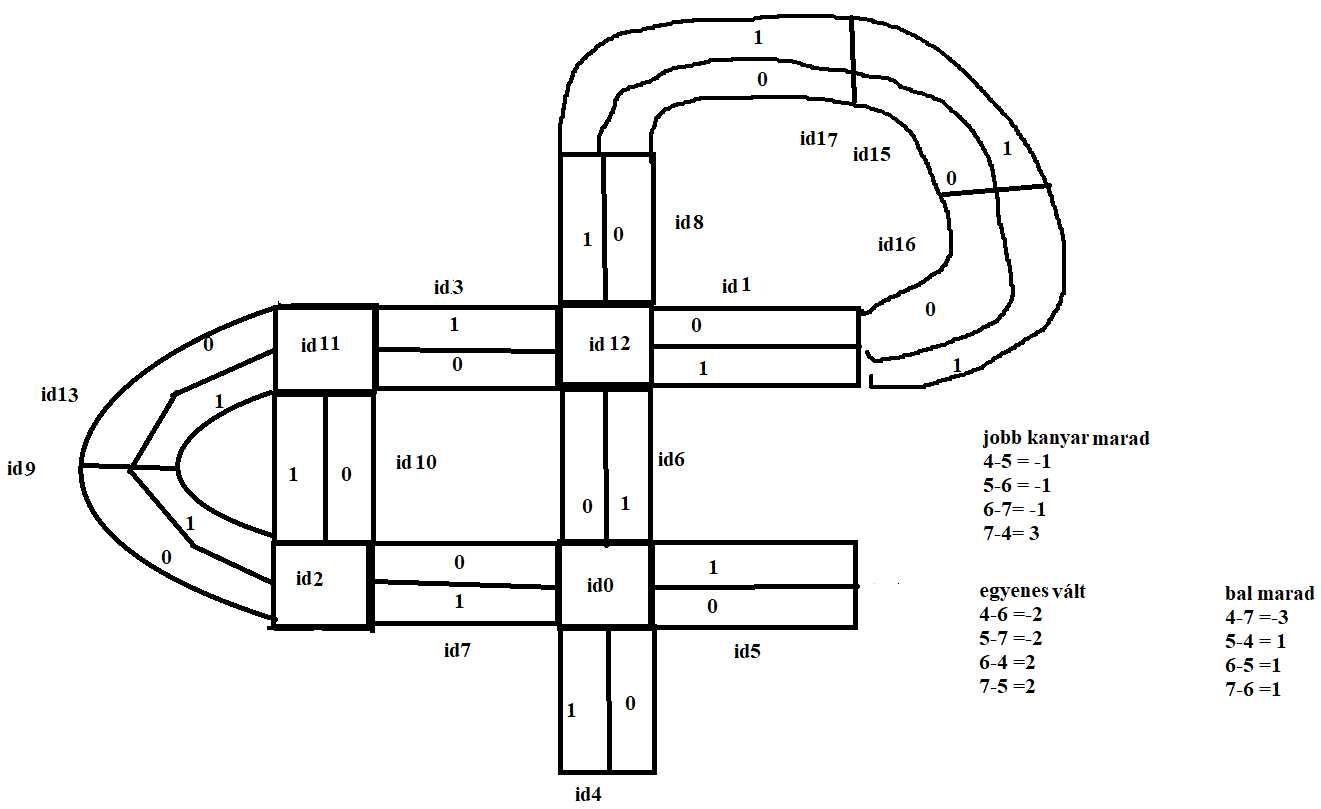 1
0
id17
id15
1
0
id8
1
0
id16
id3
id1
0
1
0
1
id11
id12
0
0
1
1
0
id13
1
jobb kanyar marad
4-5 = -1
5-6 = -1
6-7= -1
7-4= 3
id9
id10
id6
1
0
0
1
1
0
id2
0
1
id0
1
0
id7
id5
egyenes vált
4-6 =-2
5-7 =-2
6-4 =2
7-5 =2
bal marad
4-7 =-3
5-4 = 1
6-5 =1
7-6 =1
1
0
id4